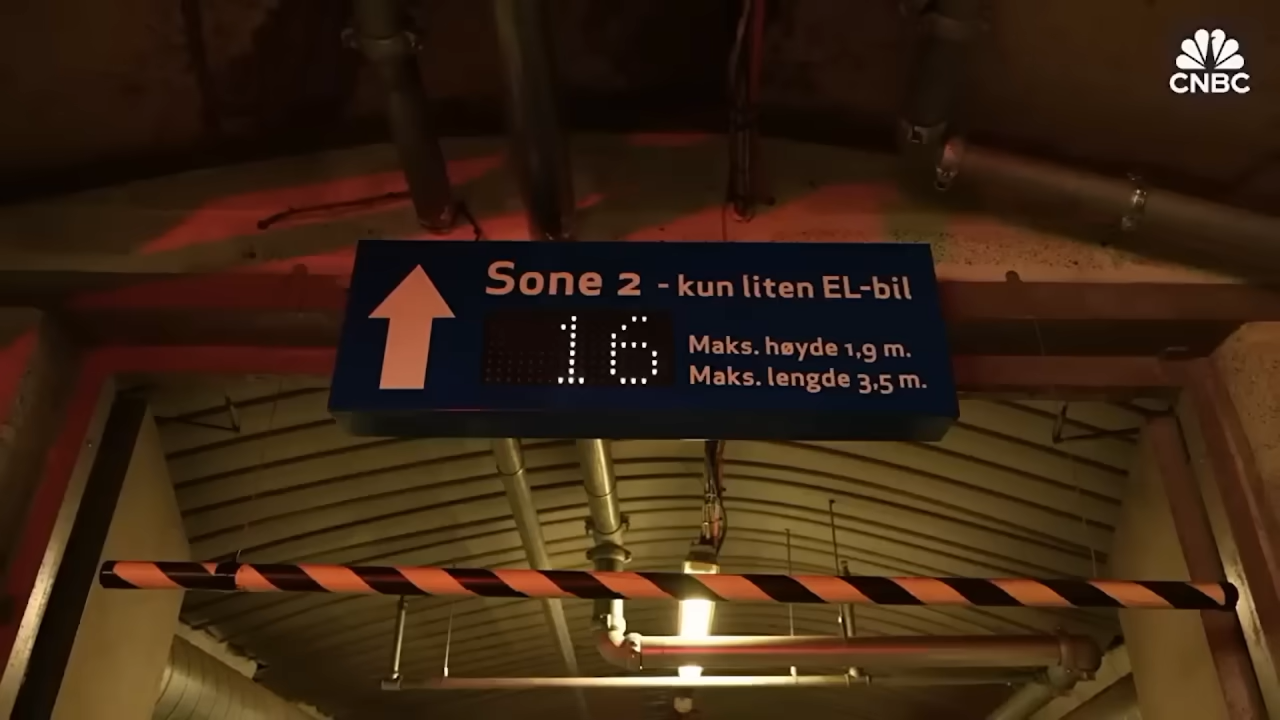 CNBC
Sone 2 - kun liten EL-bil
16
Maks. høyde 1,9 m.
Maks. lengde 3,5 m.